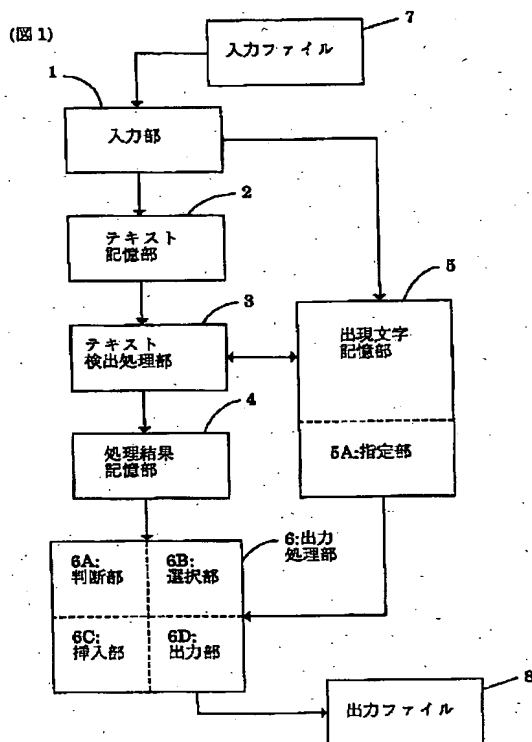 (図1)
7
入力ファイル
1
入力部
2
テキスト
記憶部
5
3
テキスト
検出処理部
出現文字
記憶部
4
処理結果
記憶部
5A:指定部
6:出力
処理部
6A:
判断部
6B:
選択部
6C:
挿入部
6D:
出力部
8
出力ファイル